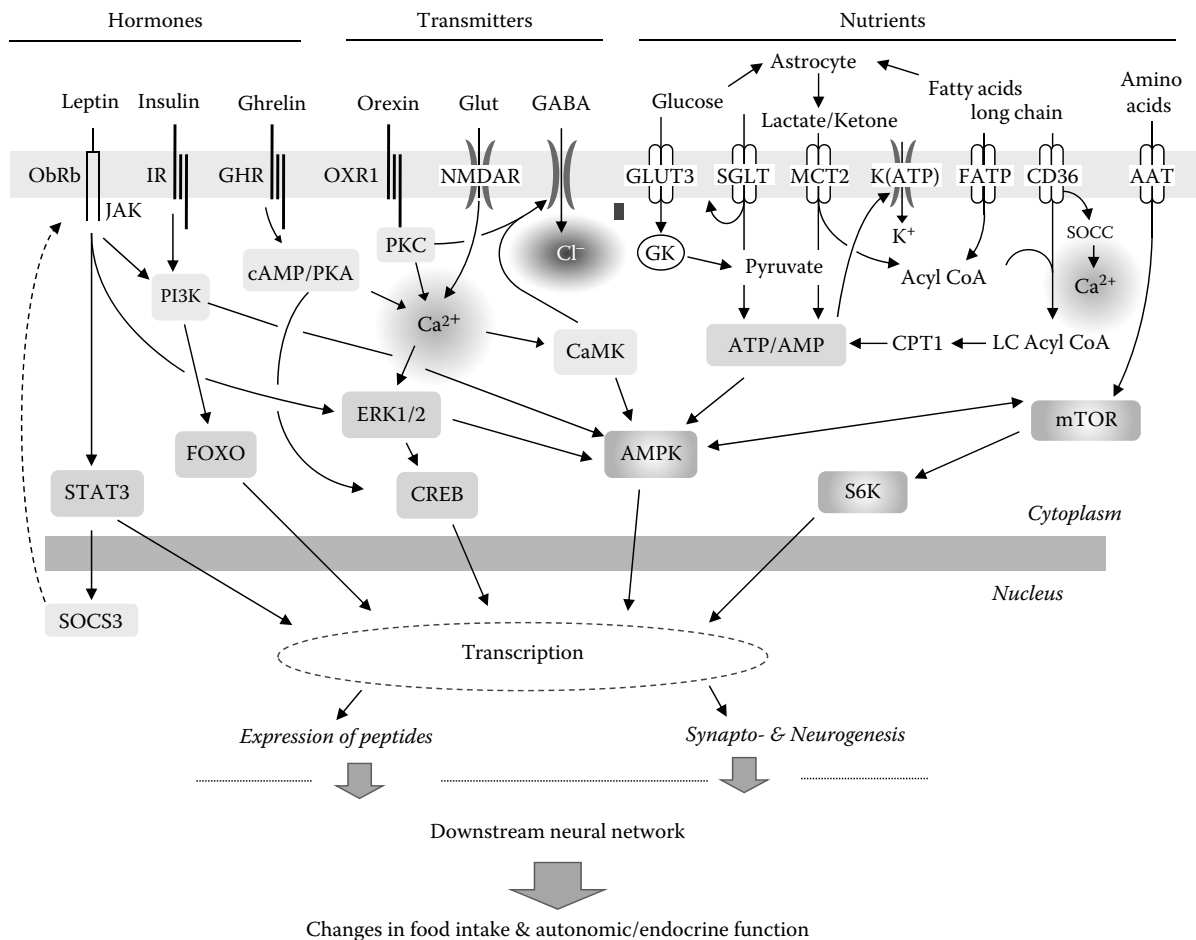 Hormones
Transmitters
Nutrients
Astrocyte
Amino
acids
Leptin
Insulin
Ghrelin
Orexin
Glut
GABA
Glucose
Fatty acids
long chain
Lactate/Ketone
ObRb
IR
GHR
OXR1
NMDAR
GLUT3
SGLT
MCT2
K(ATP)
FATP
CD36
AAT
JAK
PKC
Cl⁻
GK
K⁺
SOCC
cAMP/PKA
Pyruvate
Acyl CoA
Ca²⁺
PI3K
Ca²⁺
CaMK
ATP/AMP
CPT1
LC Acyl CoA
ERK1/2
mTOR
FOXO
AMPK
STAT3
CREB
S6K
Cytoplasm
Nucleus
SOCS3
Transcription
Expression of peptides
Synapto- & Neurogenesis
Downstream neural network
Changes in food intake & autonomic/endocrine function